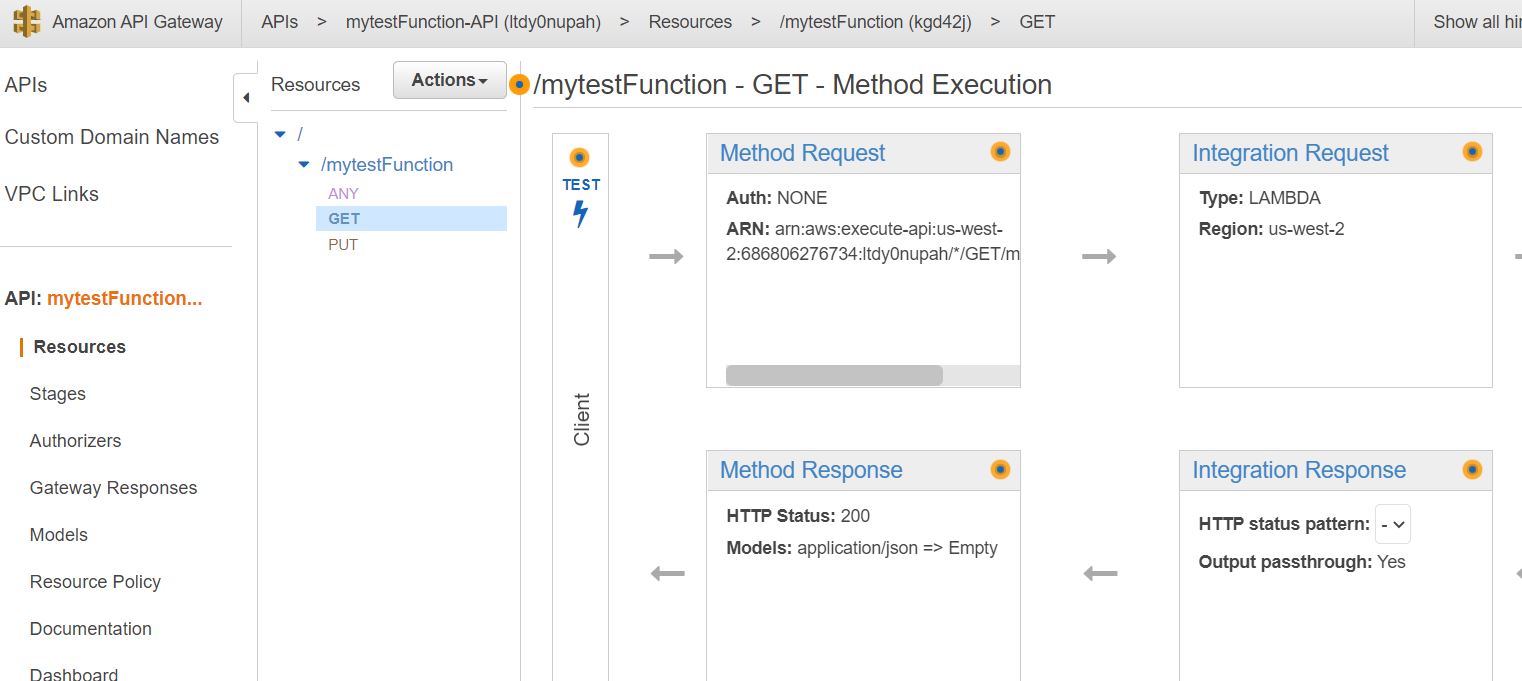 Amazon API Gateway
APIs > mytestFunction-API (ltdy0nupah) > Resources > /mytestFunction (kgd42j) > GET
Show all hin
APIs
Custom Domain Names
VPC Links
API: mytestFunction...
Resources
Stages
Authorizers
Gateway Responses
Models
Resource Policy
Documentation
Dashboard
Resources
Actions
/
/mytestFunction
ANY
GET
PUT
/mytestFunction - GET - Method Execution
TEST
Client
Method Request
Auth: NONE
ARN: arn:aws:execute-api:us-west-
2:686806276734:ltdy0nupah/*/GET/m
Integration Request
Type: LAMBDA
Region: us-west-2
Method Response
HTTP Status: 200
Models: application/json => Empty
Integration Response
HTTP status pattern: -
Output passthrough: Yes